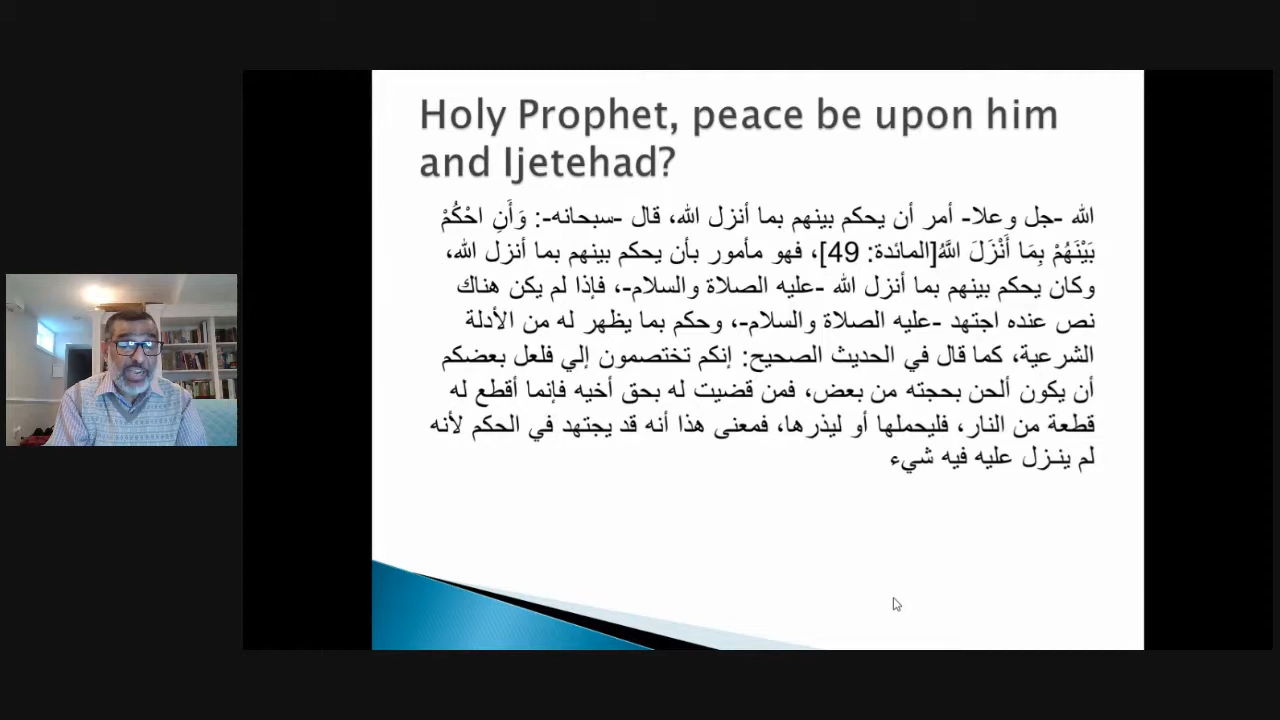 Holy Prophet, peace be upon him
and Ijetehad?
الله -جل وعلا- أمر أن يحكم بينهم بما أنزل الله، قال -سبحانه-: وَأَنِ احْكُمْ
بَيْنَهُمْ بِمَا أَنْزَلَ اللَّهُ[المائدة: 49]، فهو مأمور بأن يحكم بينهم بما أنزل الله،
وكان يحكم بينهم بما أنزل الله -عليه الصلاة والسلام-، فإذا لم يكن هناك
نص عنده اجتهد -عليه الصلاة والسلام-، وحكم بما يظهر له من الأدلة
الشرعية، كما قال في الحديث الصحيح: إنكم تختصمون إلي فلعل بعضكم
أن يكون ألحن بحجته من بعض، فمن قضيت له بحق أخيه فإنما أقطع له
قطعة من النار، فليحملها أو ليذرها، فمعنى هذا أنه قد يجتهد في الحكم لأنه
لم ينـزل عليه فيه شيء